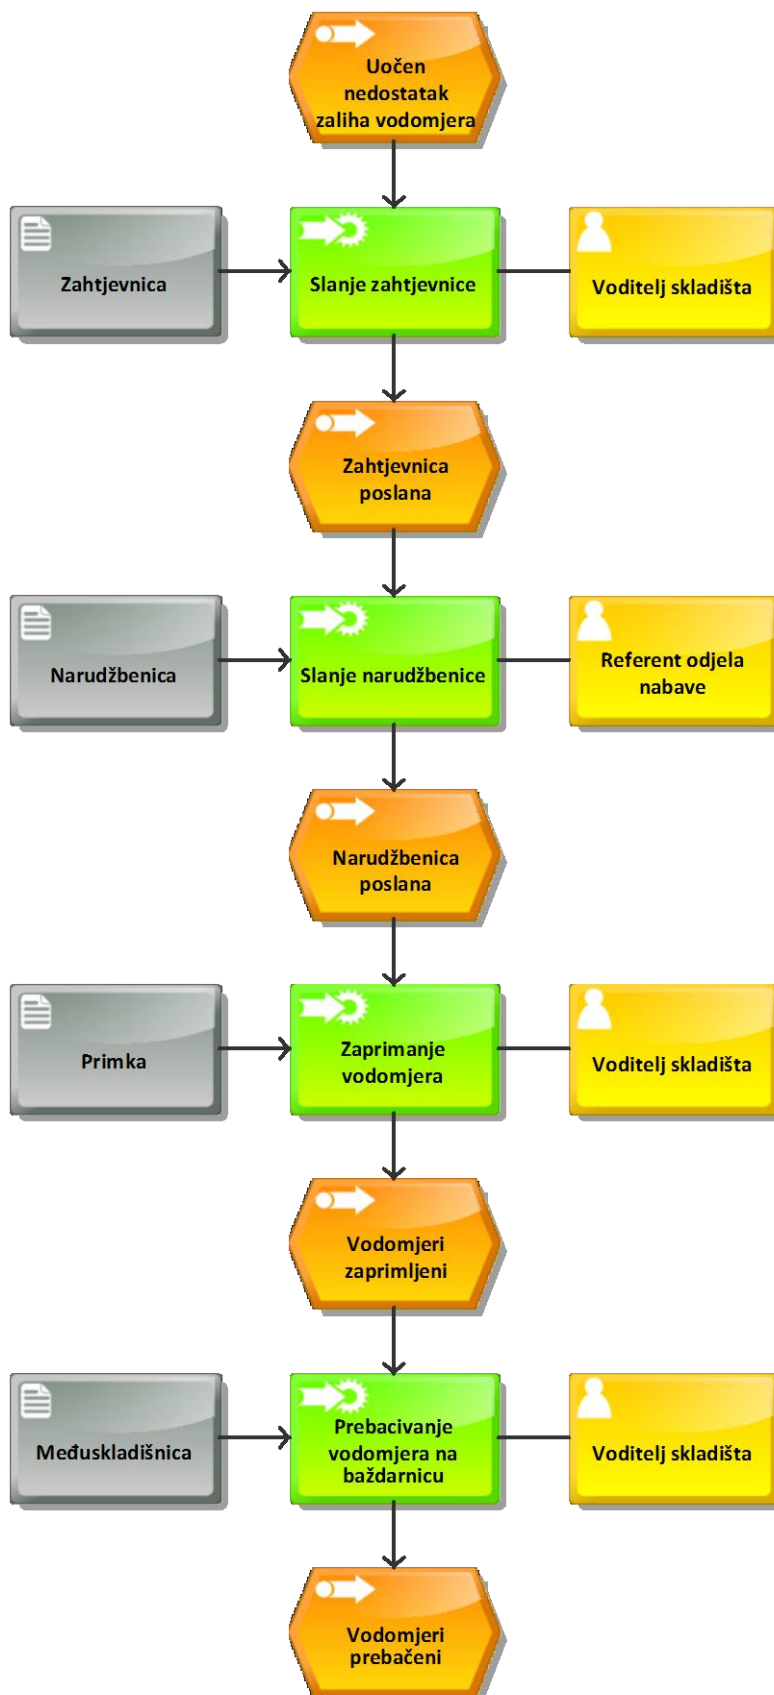 Uočen
nedostatak
zaliha vodomjera
Zahtjevnica
Slanje zahtjevnice
Voditelj skladišta
Zahtjevnica
poslana
Narudžbenica
Slanje narudžbenice
Referent odjela
nabave
Narudžbenica
poslana
Primka
Zaprimanje
vodomjera
Voditelj skladišta
Vodomjeri
zaprimljeni
Međuskladišnica
Prebacivanje
vodomjera na
baždarnicu
Voditelj skladišta
Vodomjeri
prebačeni